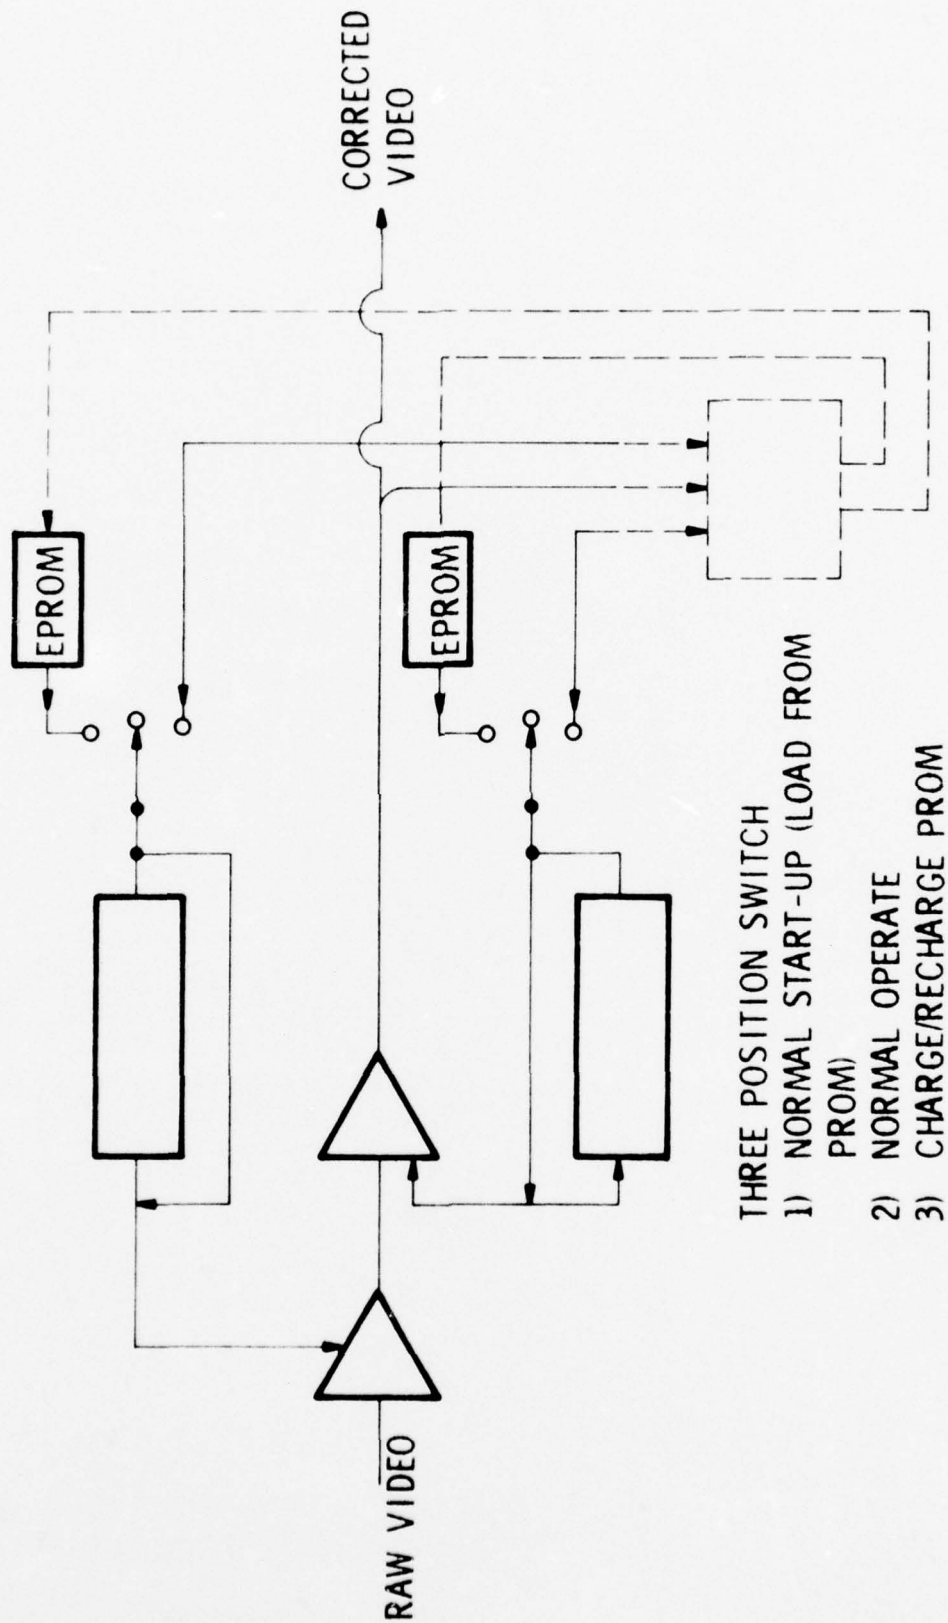 EPROM
CORRECTED
VIDEO
RAW VIDEO
EPROM
THREE POSITION SWITCH
1) NORMAL START-UP (LOAD FROM
PROM)
2) NORMAL OPERATE
3) CHARGE/RECHARGE PROM